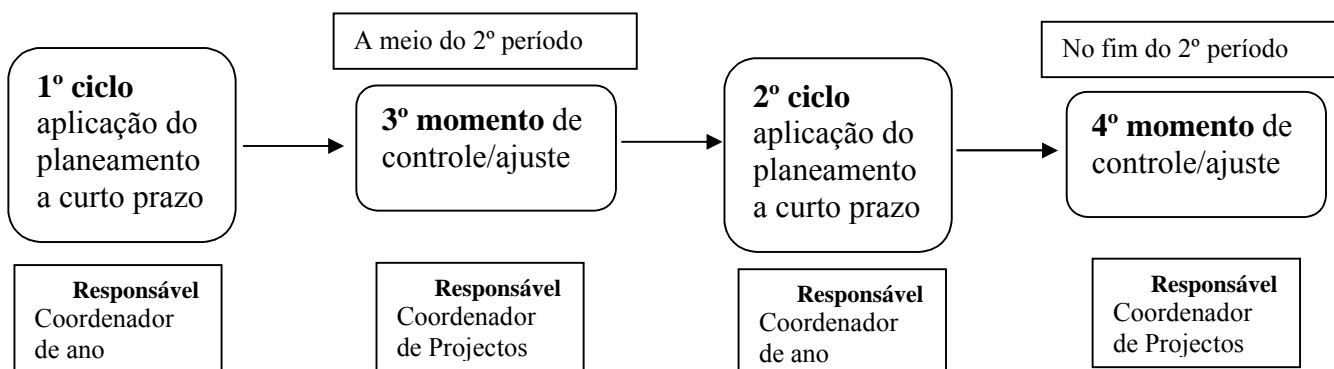 A meio do 2º período
No fim do 2º período
1º ciclo
aplicação do
planeamento
a curto prazo
3º momento de
controle/ajuste
2º ciclo
aplicação do
planeamento
a curto prazo
4º momento de
controle/ajuste
Responsável
Coordenador
de ano
Responsável
Coordenador
de Projectos
Responsável
Coordenador
de ano
Responsável
Coordenador
de Projectos